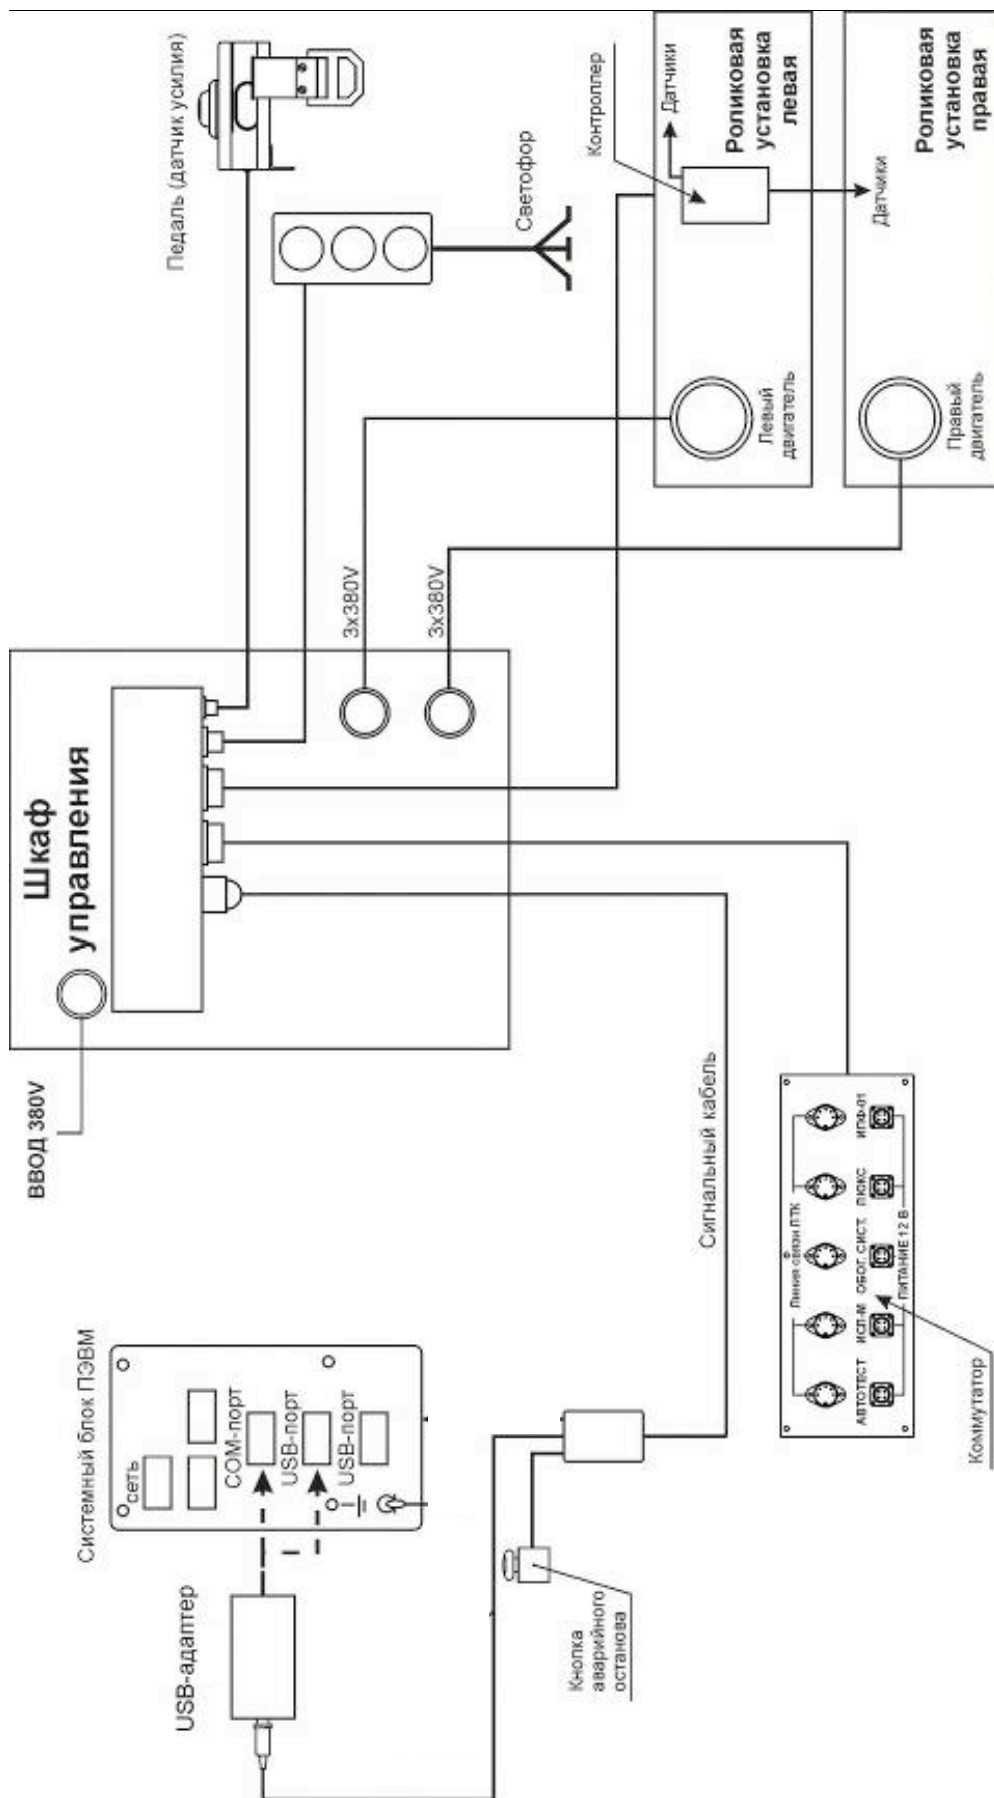 Системный блок ПЭВМ
сеть
COM-порт
USB-порт
USB-порт
USB-адаптер
Кнопка
аварийного
останова
ВВОД 380V
Шкаф
управления
3x380V
3x380V
Сигнальный кабель
Линия связи ЛТК
АВТОТЕСТ
ИСП-М
ОБОГ. СИСТ.
ПЮКС
ИПФ-01
ПИТАНИЕ 12 В
Коммутатор
Педаль (датчик усилия)
Светофор
Контроллер
Датчики
Роликовая
установка
левая
Левый
двигатель
Датчики
Роликовая
установка
правая
Правый
двигатель